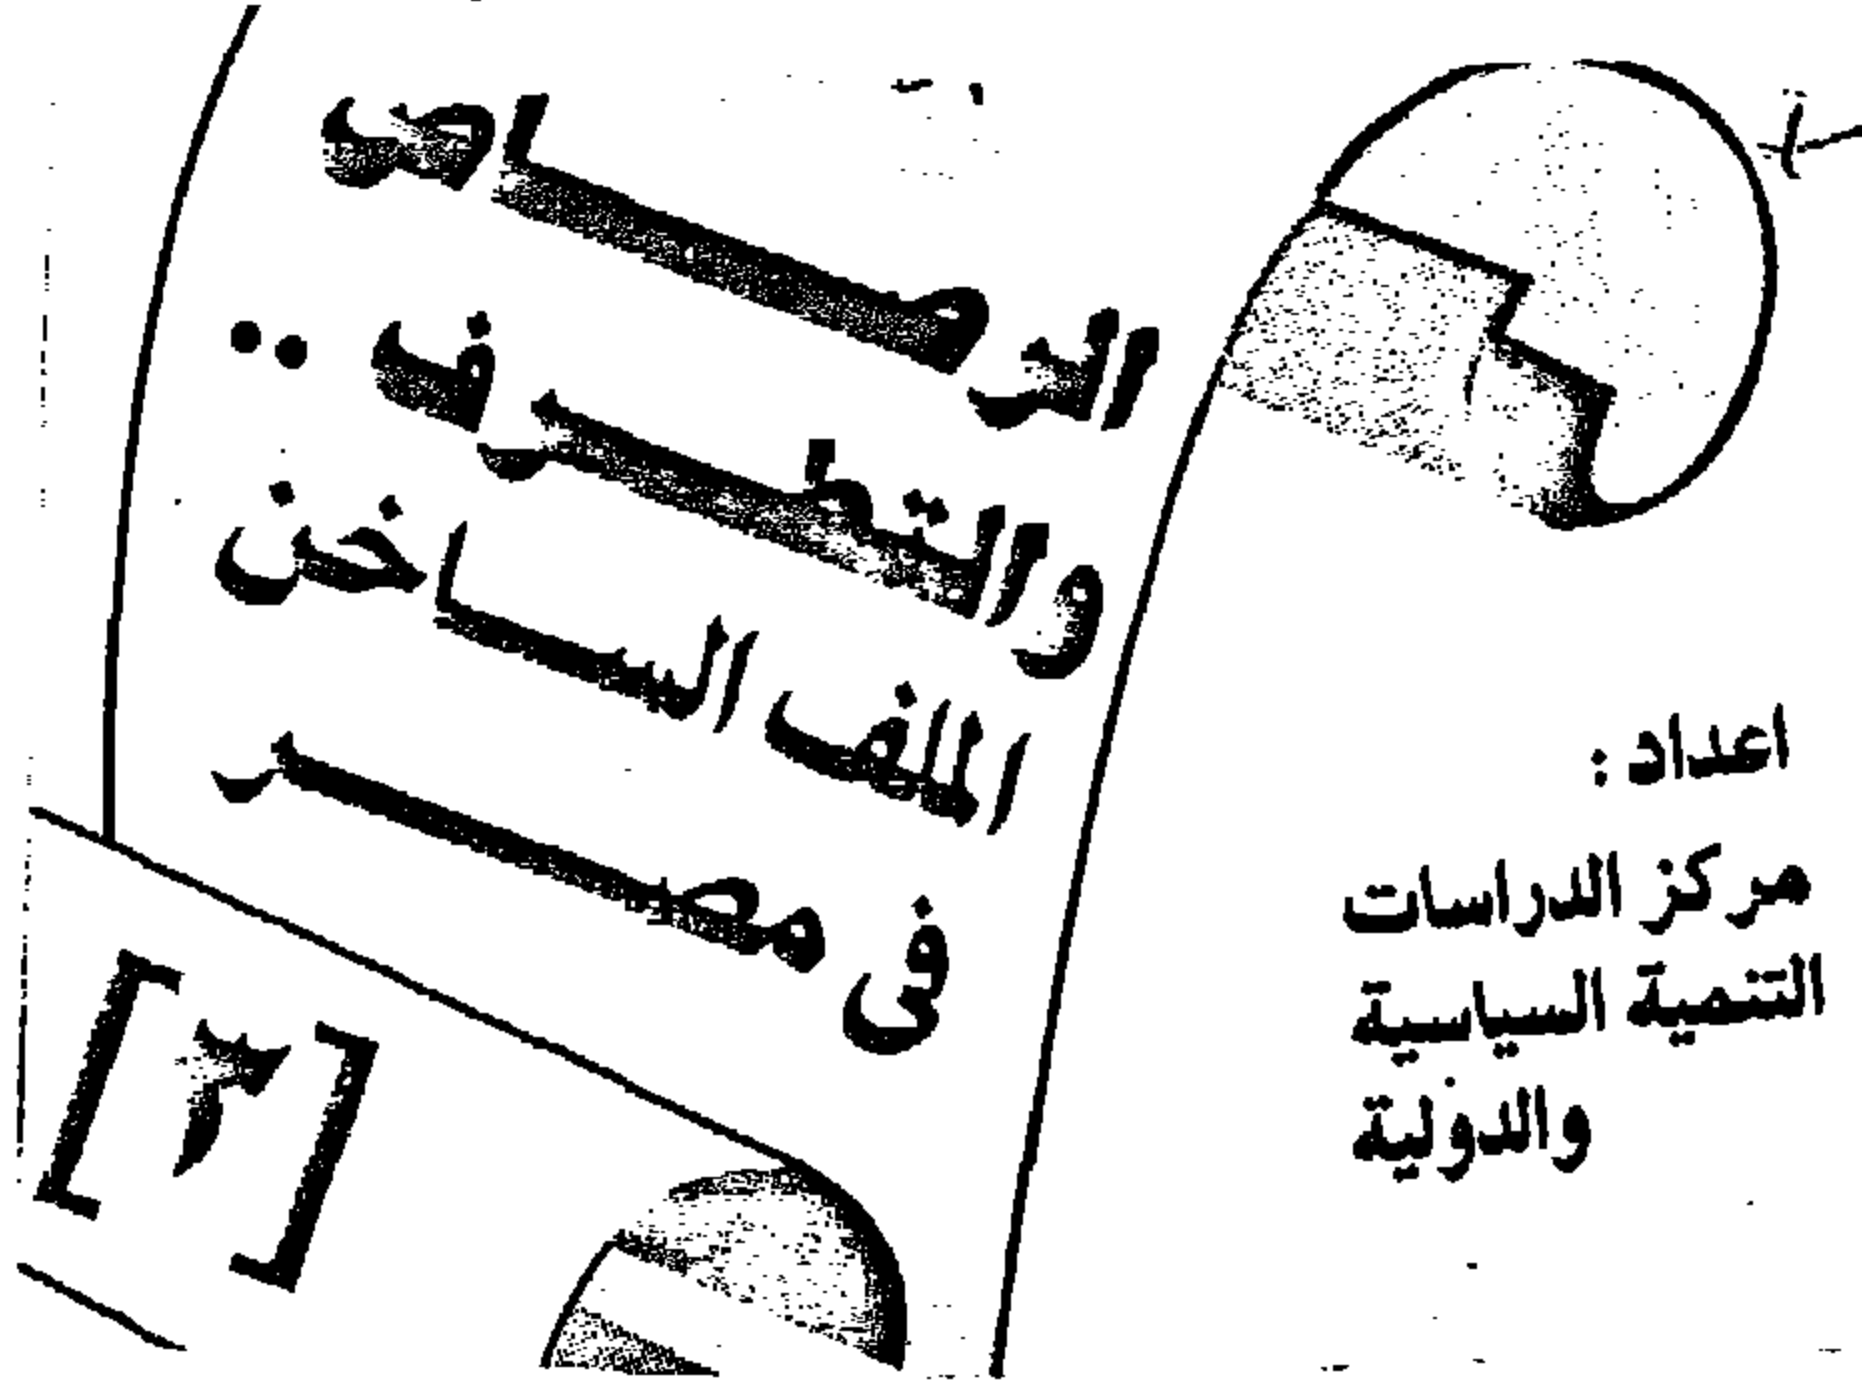 الرصاص
والتطرف ..
الملف الساخن
فى مصر
[٣]
اعداد :
مركز الدراسات
التنمية السياسية
والدولية